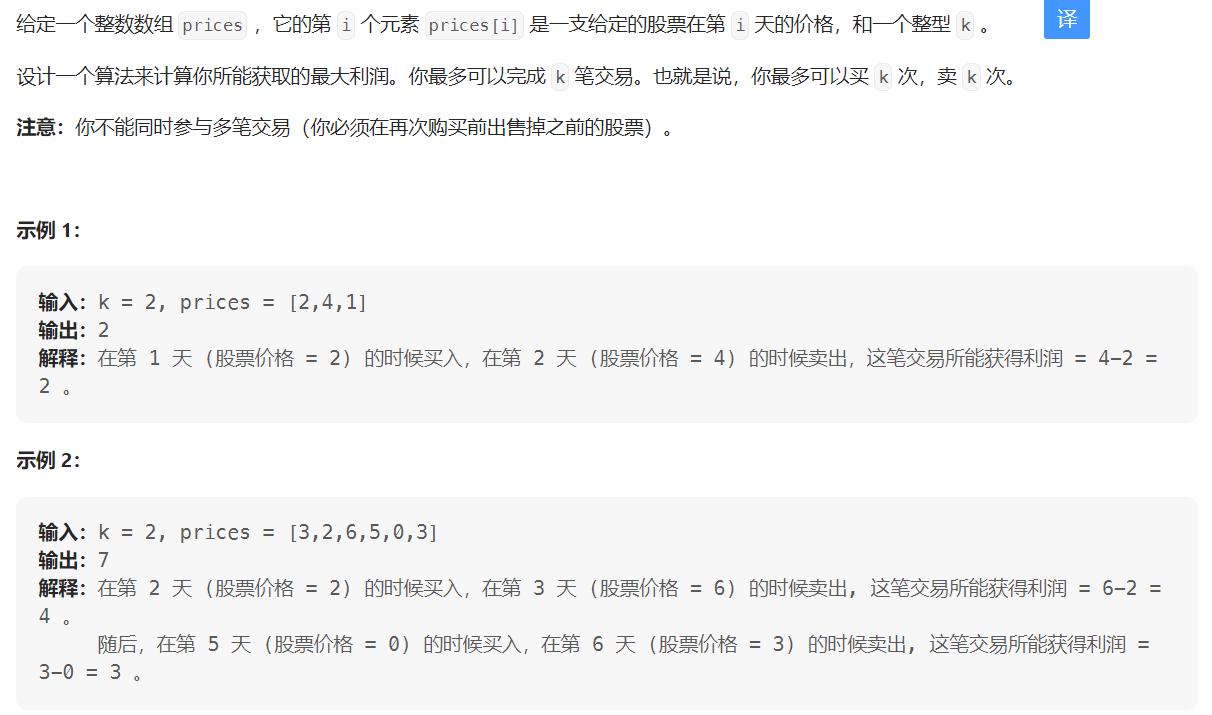 给定一个整数数组 prices ，它的第 i 个元素 prices[i] 是一支给定的股票在第 i 天的价格，和一个整型 k 。
译
设计一个算法来计算你所能获取的最大利润。你最多可以完成 k 笔交易。也就是说，你最多可以买 k 次，卖 k 次。
注意：你不能同时参与多笔交易（你必须在再次购买前出售掉之前的股票）。
示例 1：
输入：k = 2, prices = [2,4,1]
输出：2
解释：在第 1 天 (股票价格 = 2) 的时候买入，在第 2 天 (股票价格 = 4) 的时候卖出，这笔交易所能获得利润 = 4-2 =
2 。
示例 2：
输入：k = 2, prices = [3,2,6,5,0,3]
输出：7
解释：在第 2 天 (股票价格 = 2) 的时候买入，在第 3 天 (股票价格 = 6) 的时候卖出, 这笔交易所能获得利润 = 6-2 =
4 。
随后，在第 5 天 (股票价格 = 0) 的时候买入，在第 6 天 (股票价格 = 3) 的时候卖出, 这笔交易所能获得利润 =
3-0 = 3 。